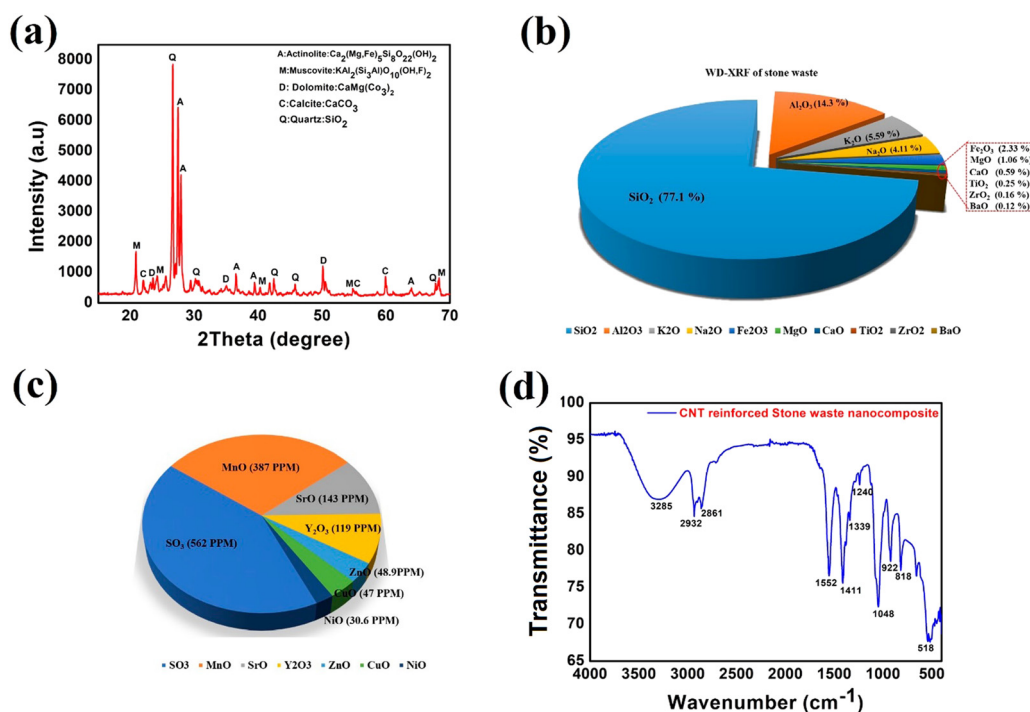 (a)
8000
7000
6000
5000
4000
3000
2000
1000
0
Intensity (a.u)
A:Actinolite:Ca₂(Mg,Fe)₅Si₈O₂₂(OH)₂
M:Muscovite:KAl₂(Si₃Al)O₁₀(OH,F)₂
D: Dolomite:CaMg(Co₃)₂
C:Calcite:CaCO₃
Q:Quartz:SiO₂
M
C
D
M
Q
A
A
Q
D
A
A
M
Q
Q
D
M
C
C
A
Q
M
20 30 40 50 60 70
2Theta (degree)
(b)
WD-XRF of stone waste
Al₂O₃ (14.3 %)
K₂O (5.59 %)
Na₂O (4.11 %)
SiO₂ (77.1 %)
Fe₂O₃ (2.33 %
MgO (1.06 %)
CaO (0.59 %)
TiO₂ (0.25 %)
ZrO₂ (0.16 %)
BaO (0.12 %)
SiO2 Al2O3 K2O Na2O Fe2O3 MgO CaO TiO2 ZrO2 BaO
(c)
MnO (387 PPM)
SrO (143 PPM)
Y₂O₃ (119 PPM)
SO₃ (562 PPM)
ZnO (48.9PPM)
CuO (47 PPM)
NiO (30.6 PPM)
SO3 MnO SrO Y2O3 ZnO CuO NiO
(d)
100
95
90
85
80
75
70
65
Transmittance (%)
CNT reinforced Stone waste nanocomposite
3285
2932
2861
1552
1411
1339
1240
1048
922
818
518
4000 3500 3000 2500 2000 1500 1000 500
Wavenumber (cm⁻¹)